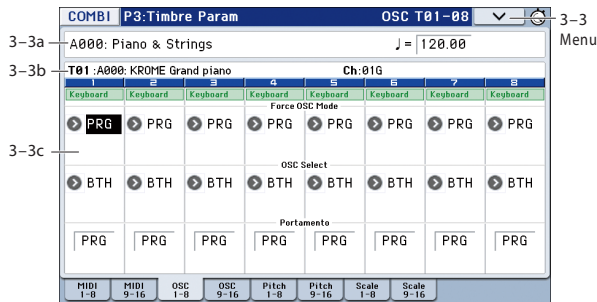 COMBI P3:Timbre Param OSC T01-08
3–3
Menu
3–3a
A000: Piano & Strings ♩= 120.00
3–3b
T01 :A000: KROME Grand piano Ch:01G
1 2 3 4 5 6 7 8
Keyboard Keyboard Keyboard Keyboard Keyboard Keyboard Keyboard Keyboard
Force OSC Mode
PRG PRG PRG PRG PRG PRG PRG PRG
3–3c
OSC Select
BTH BTH BTH BTH BTH BTH BTH BTH
Portamento
PRG PRG PRG PRG PRG PRG PRG PRG
MIDI 1-8 MIDI 9-16 OSC 1-8 OSC 9-16 Pitch 1-8 Pitch 9-16 Scale 1-8 Scale 9-16